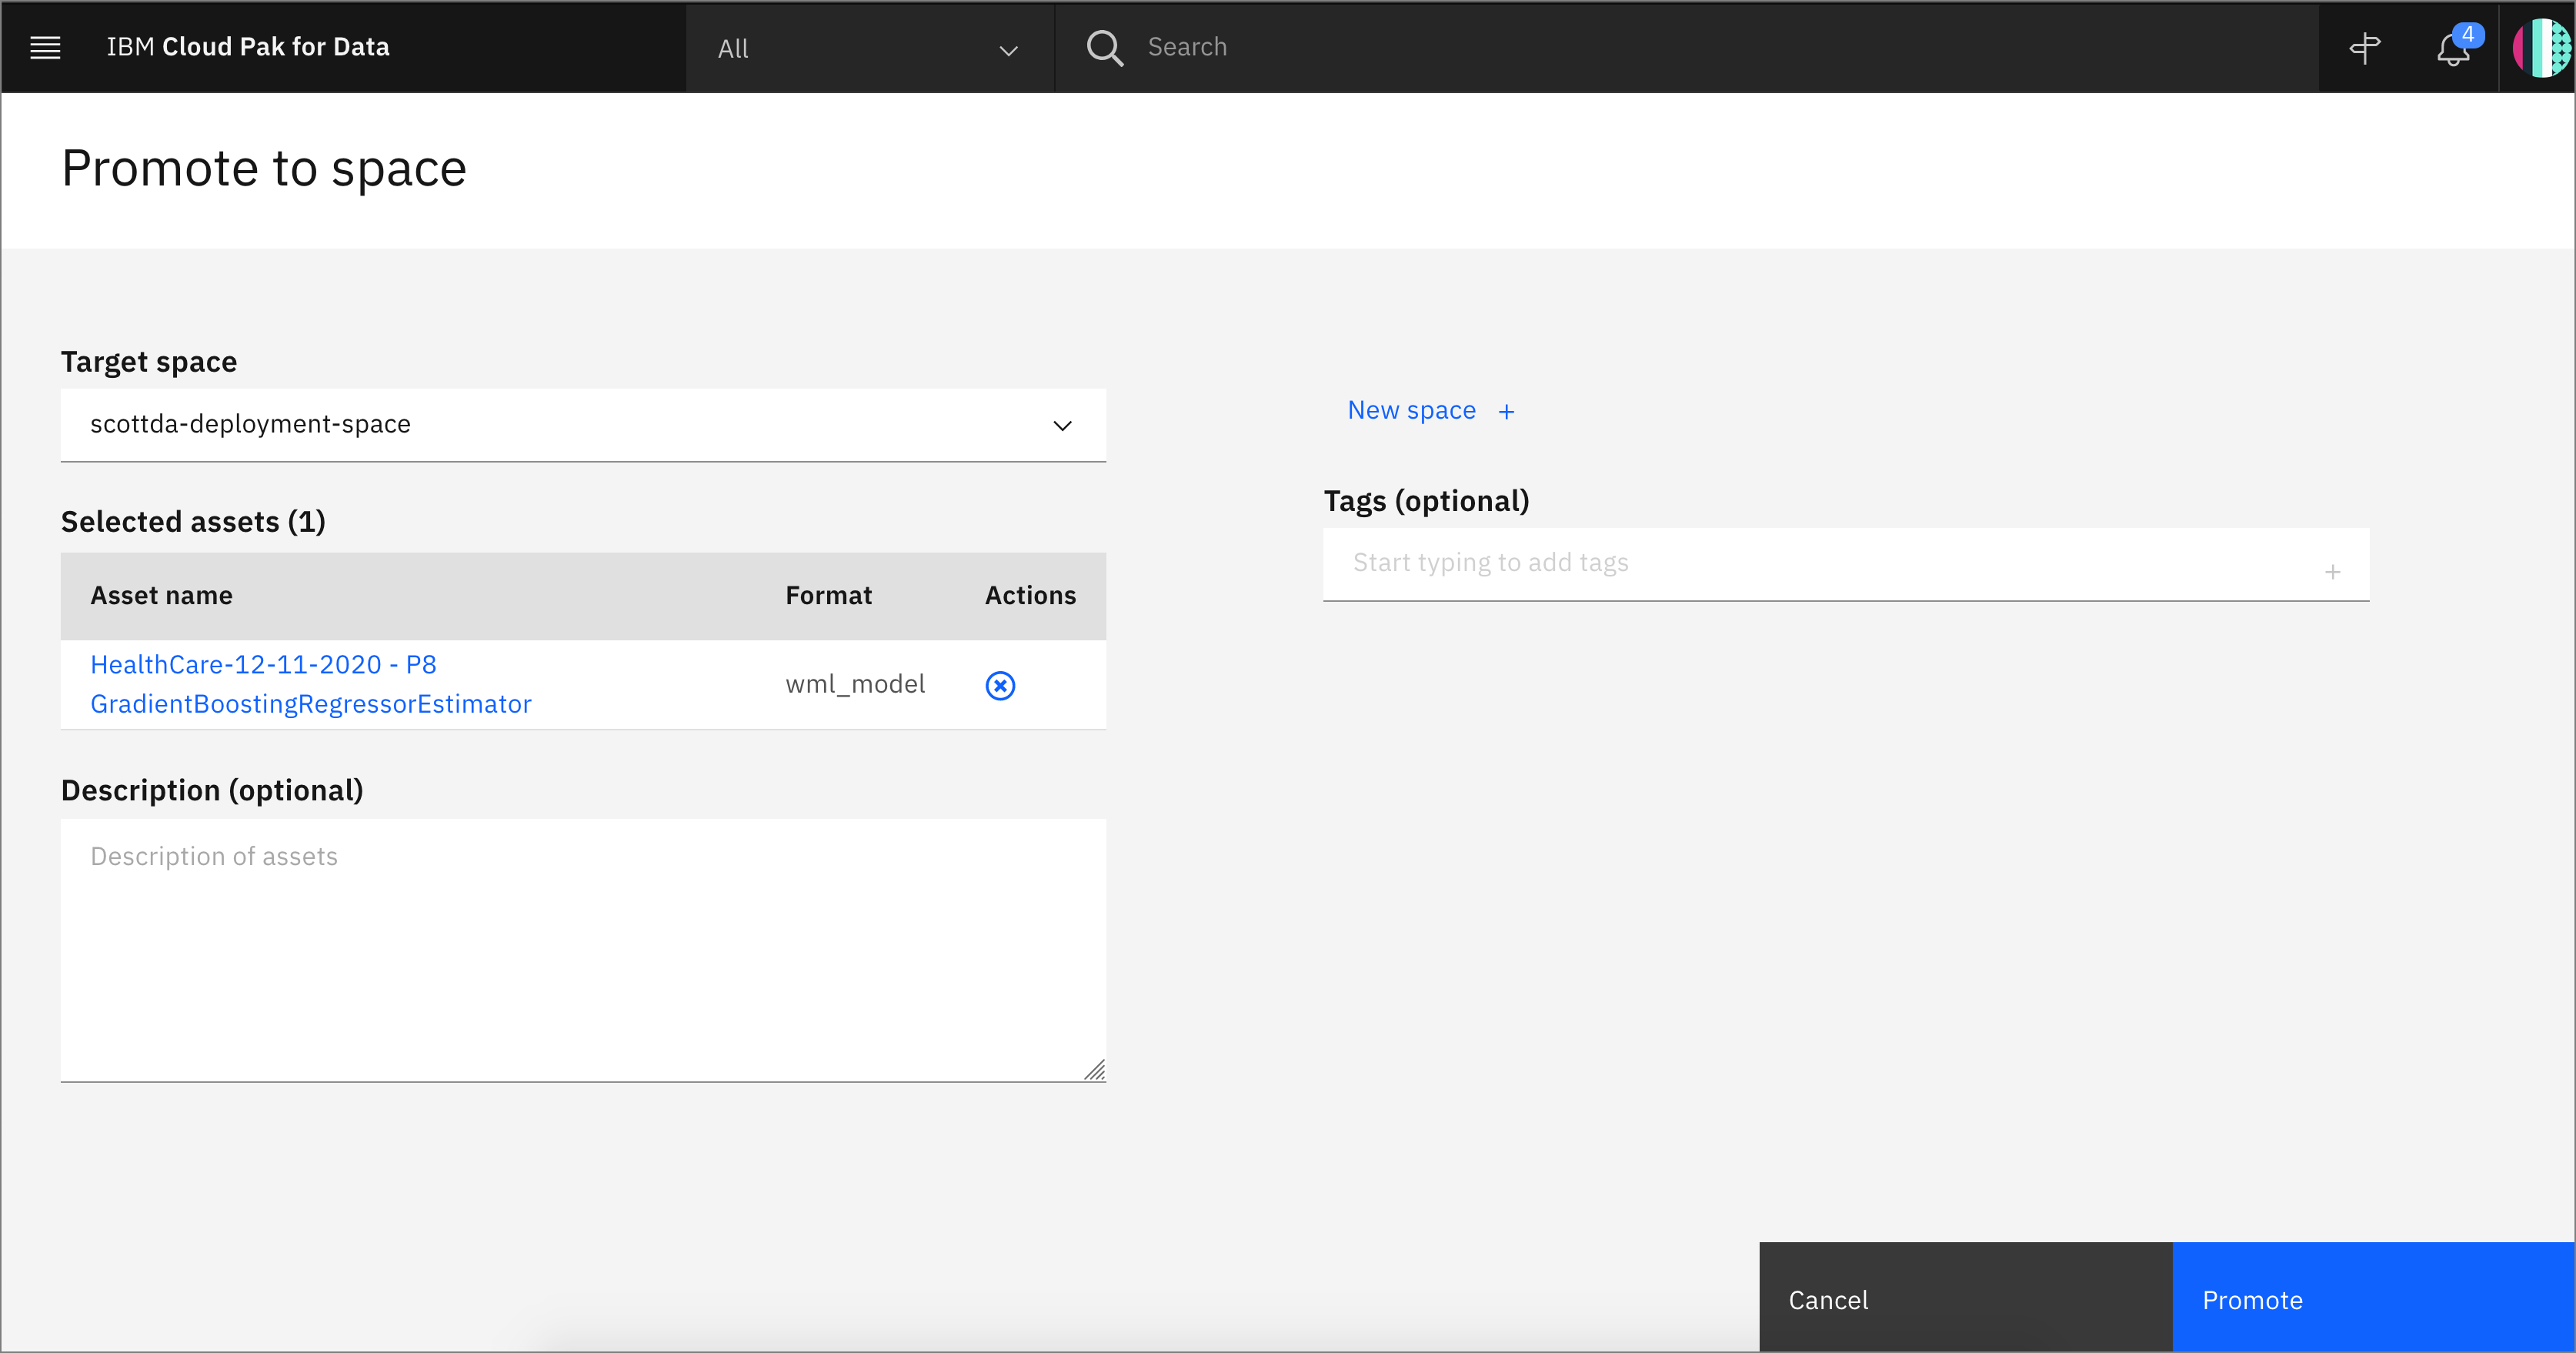 IBM Cloud Pak for Data
All
Search
4
Promote to space
Target space
scottda-deployment-space
New space +
Selected assets (1)
Asset name Format Actions
HealthCare-12-11-2020 - P8
GradientBoostingRegressorEstimator
wml_model
Tags (optional)
Start typing to add tags
Description (optional)
Description of assets
Cancel
Promote